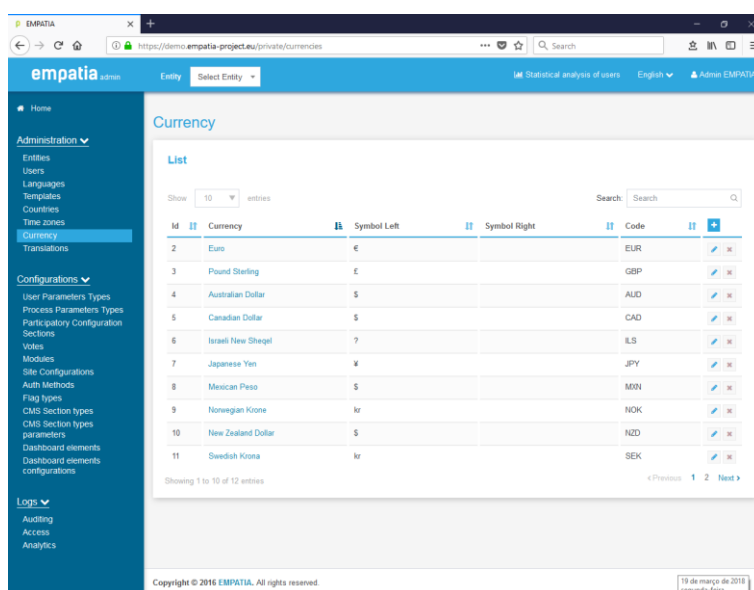 EMPATIA
https://demo.empatia-project.eu/private/currencies
Search
empatia admin
Entity Select Entity
Statistical analysis of users English Admin EMPATIA
Home
Administration
Entities
Users
Languages
Templates
Countries
Time zones
Currency
Translations
Configurations
User Parameters Types
Process Parameters Types
Participatory Configuration
Sections
Votes
Modules
Site Configurations
Auth Methods
Flag types
CMS Section types
CMS Section types
parameters
Dashboard elements
Dashboard elements
configurations
Logs
Auditing
Access
Analytics
Currency
List
Show 10 entries Search: Search
Id Currency Symbol Left Symbol Right Code
2 Euro € EUR
3 Pound Sterling £ GBP
4 Australian Dollar $ AUD
5 Canadian Dollar $ CAD
6 Israeli New Sheqel ? ILS
7 Japanese Yen ¥ JPY
8 Mexican Peso $ MXN
9 Norwegian Krone kr NOK
10 New Zealand Dollar $ NZD
11 Swedish Krona kr SEK
Showing 1 to 10 of 12 entries
Previous 1 2 Next
Copyright © 2016 EMPATIA. All rights reserved.
19 de março de 2018